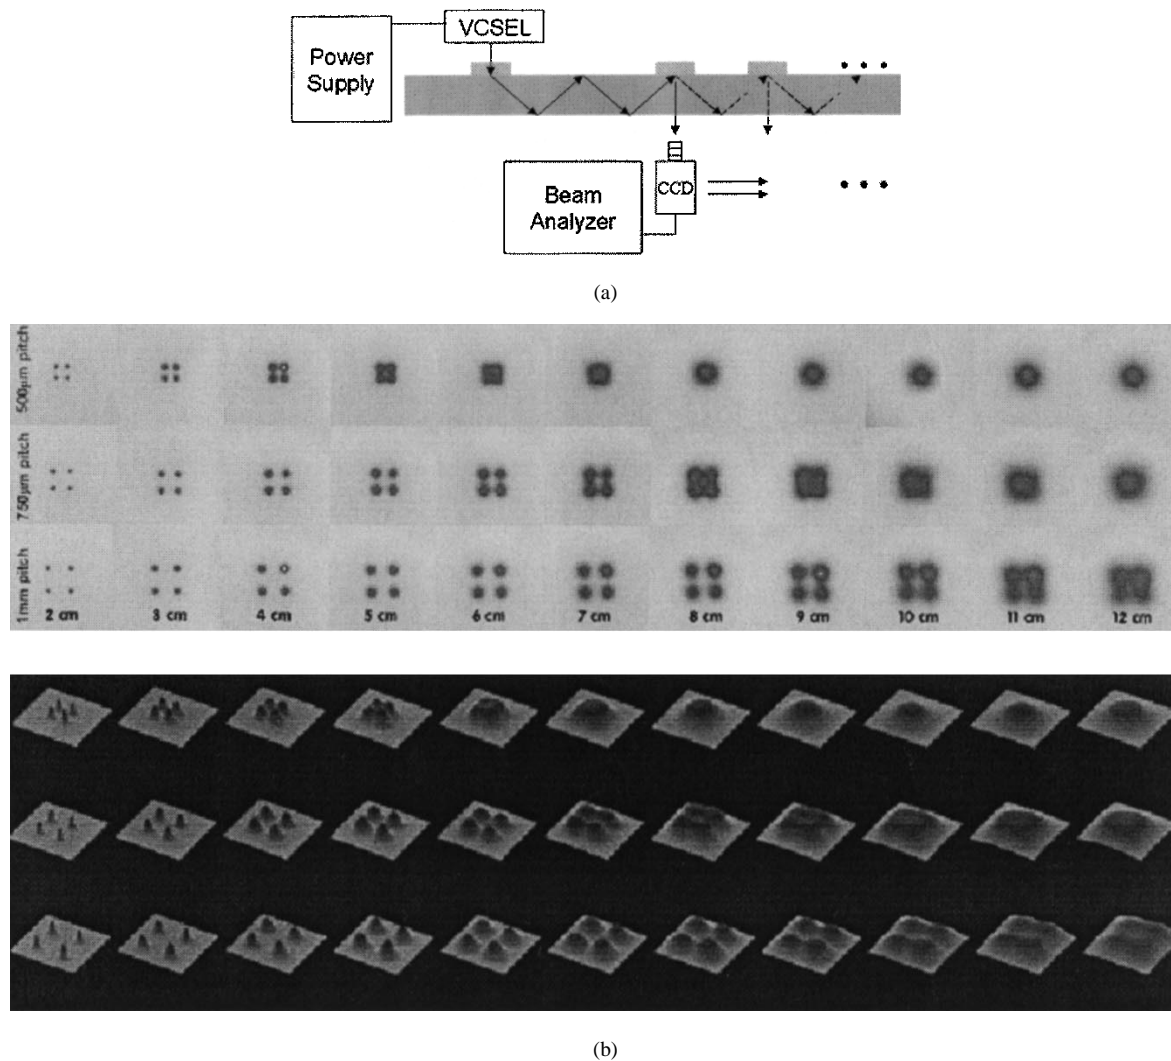 VCSEL
Power
Supply
CCD
Beam
Analyzer
(a)
500μm pitch
750μm pitch
1mm pitch
2 cm 3 cm 4 cm 5 cm 6 cm 7 cm 8 cm 9 cm 10 cm 11 cm 12 cm
(b)